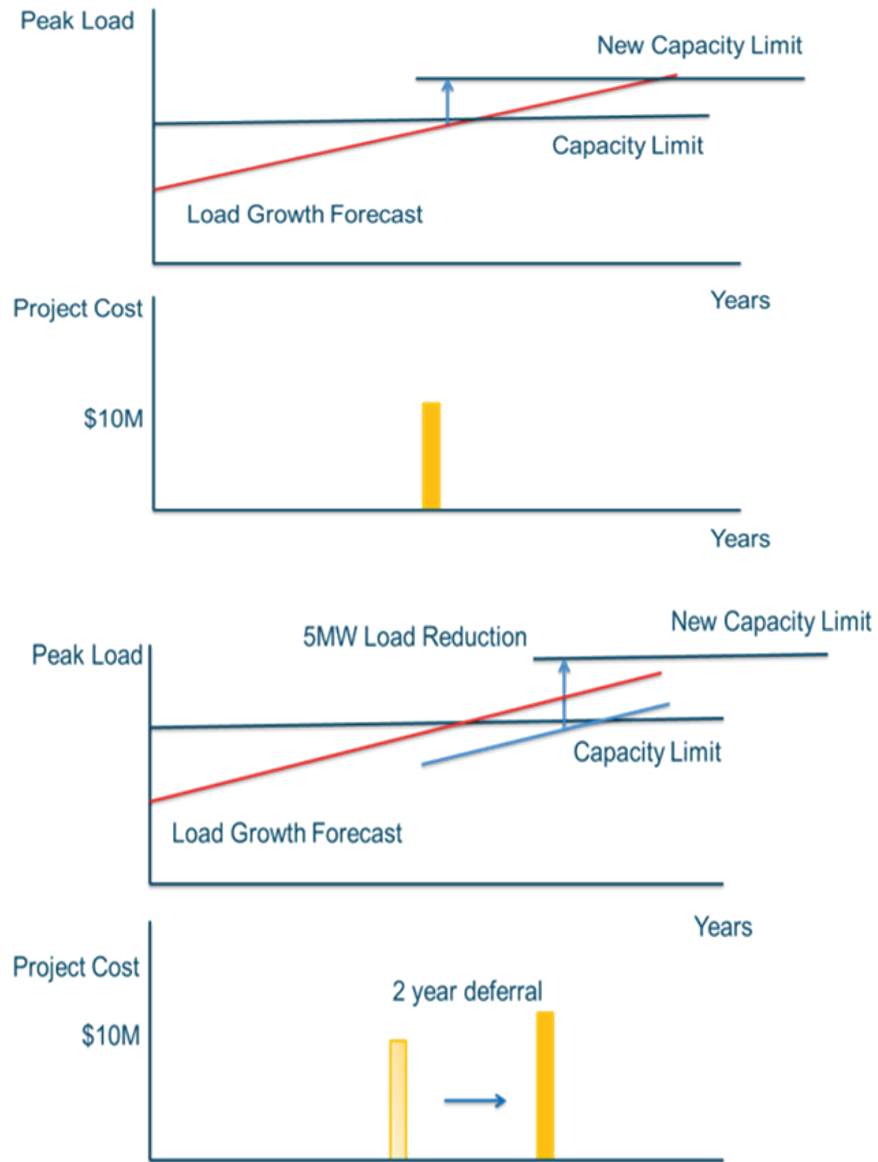 Peak Load
New Capacity Limit
Capacity Limit
Load Growth Forecast
Years
Project Cost
$10M
Years
5MW Load Reduction
New Capacity Limit
Peak Load
Capacity Limit
Load Growth Forecast
Years
Project Cost
2 year deferral
$10M